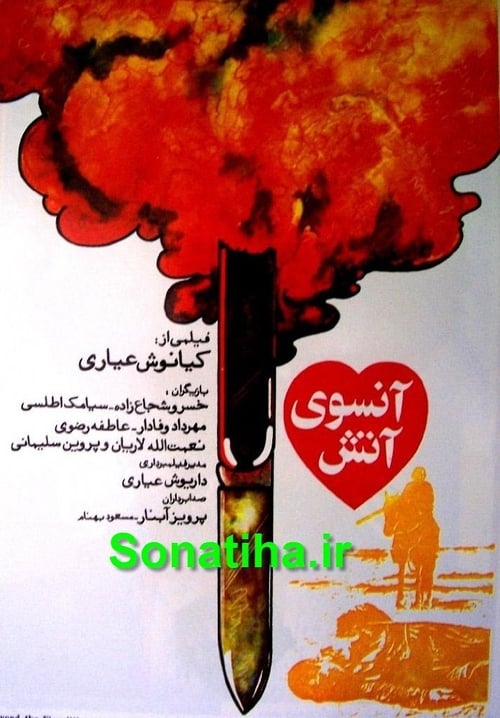 فیلمی از:
کیانوش عیاری
بازیگران:
خسرو شجاع زاده - سیامک اطلسی
مهرداد وفادار - عاطفه رضوی
نعمت الله لاریان و پروین سلیمانی
مدیر فیلمبرداری
داریوش عیاری
صدابرداران
پرویز آبنار - مسعود بهنام
آنسوی
آتش
Sonatiha.ir